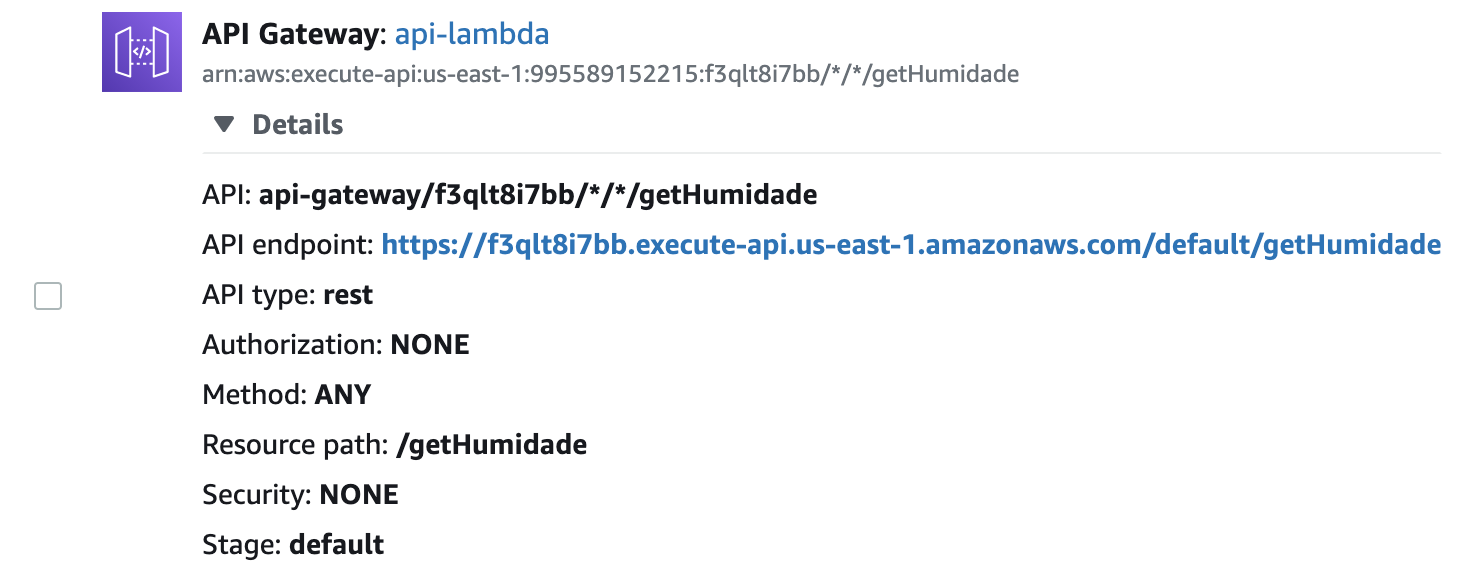 API Gateway: api-lambda
arn:aws:execute-api:us-east-1:995589152215:f3qlt8i7bb/*/*/getHumidade
▼ Details
API: api-gateway/f3qlt8i7bb/*/*/getHumidade
API endpoint: https://f3qlt8i7bb.execute-api.us-east-1.amazonaws.com/default/getHumidade
API type: rest
Authorization: NONE
Method: ANY
Resource path: /getHumidade
Security: NONE
Stage: default